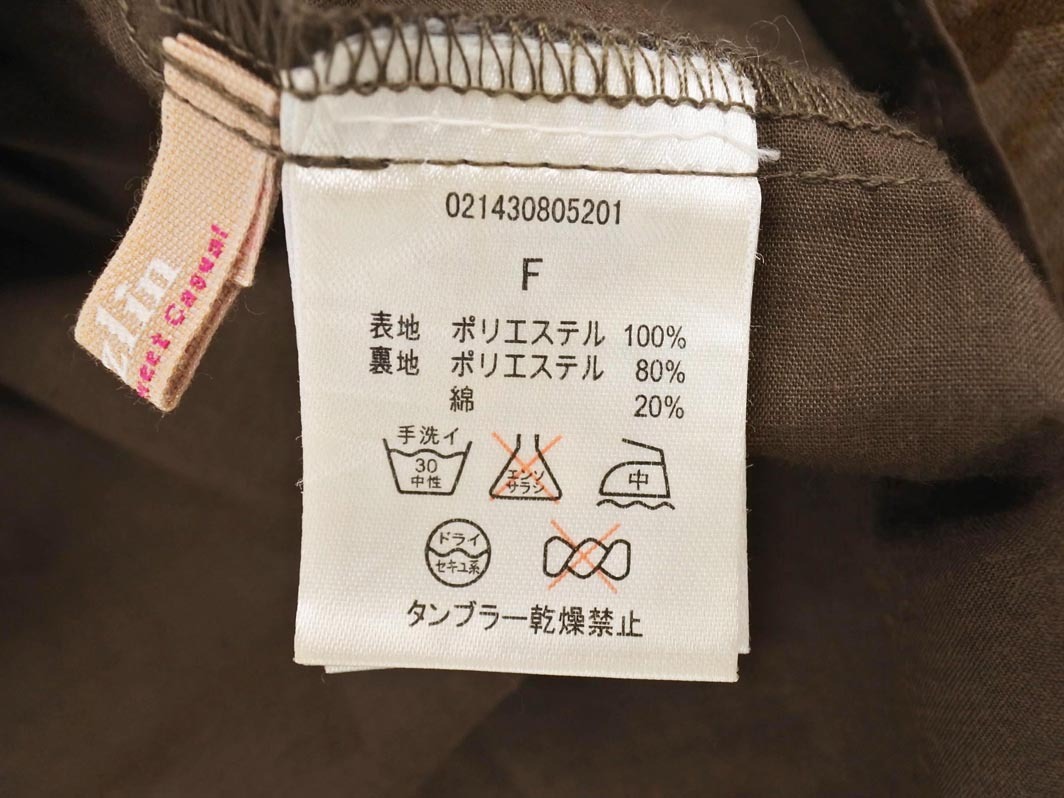 021430805201
F
表地 ポリエステル 100%
裏地 ポリエステル 80%
綿 20%
手洗イ
30
中性
エンソ
サラシ
中
ドライ
セキユ系
タンブラー乾燥禁止
zlin